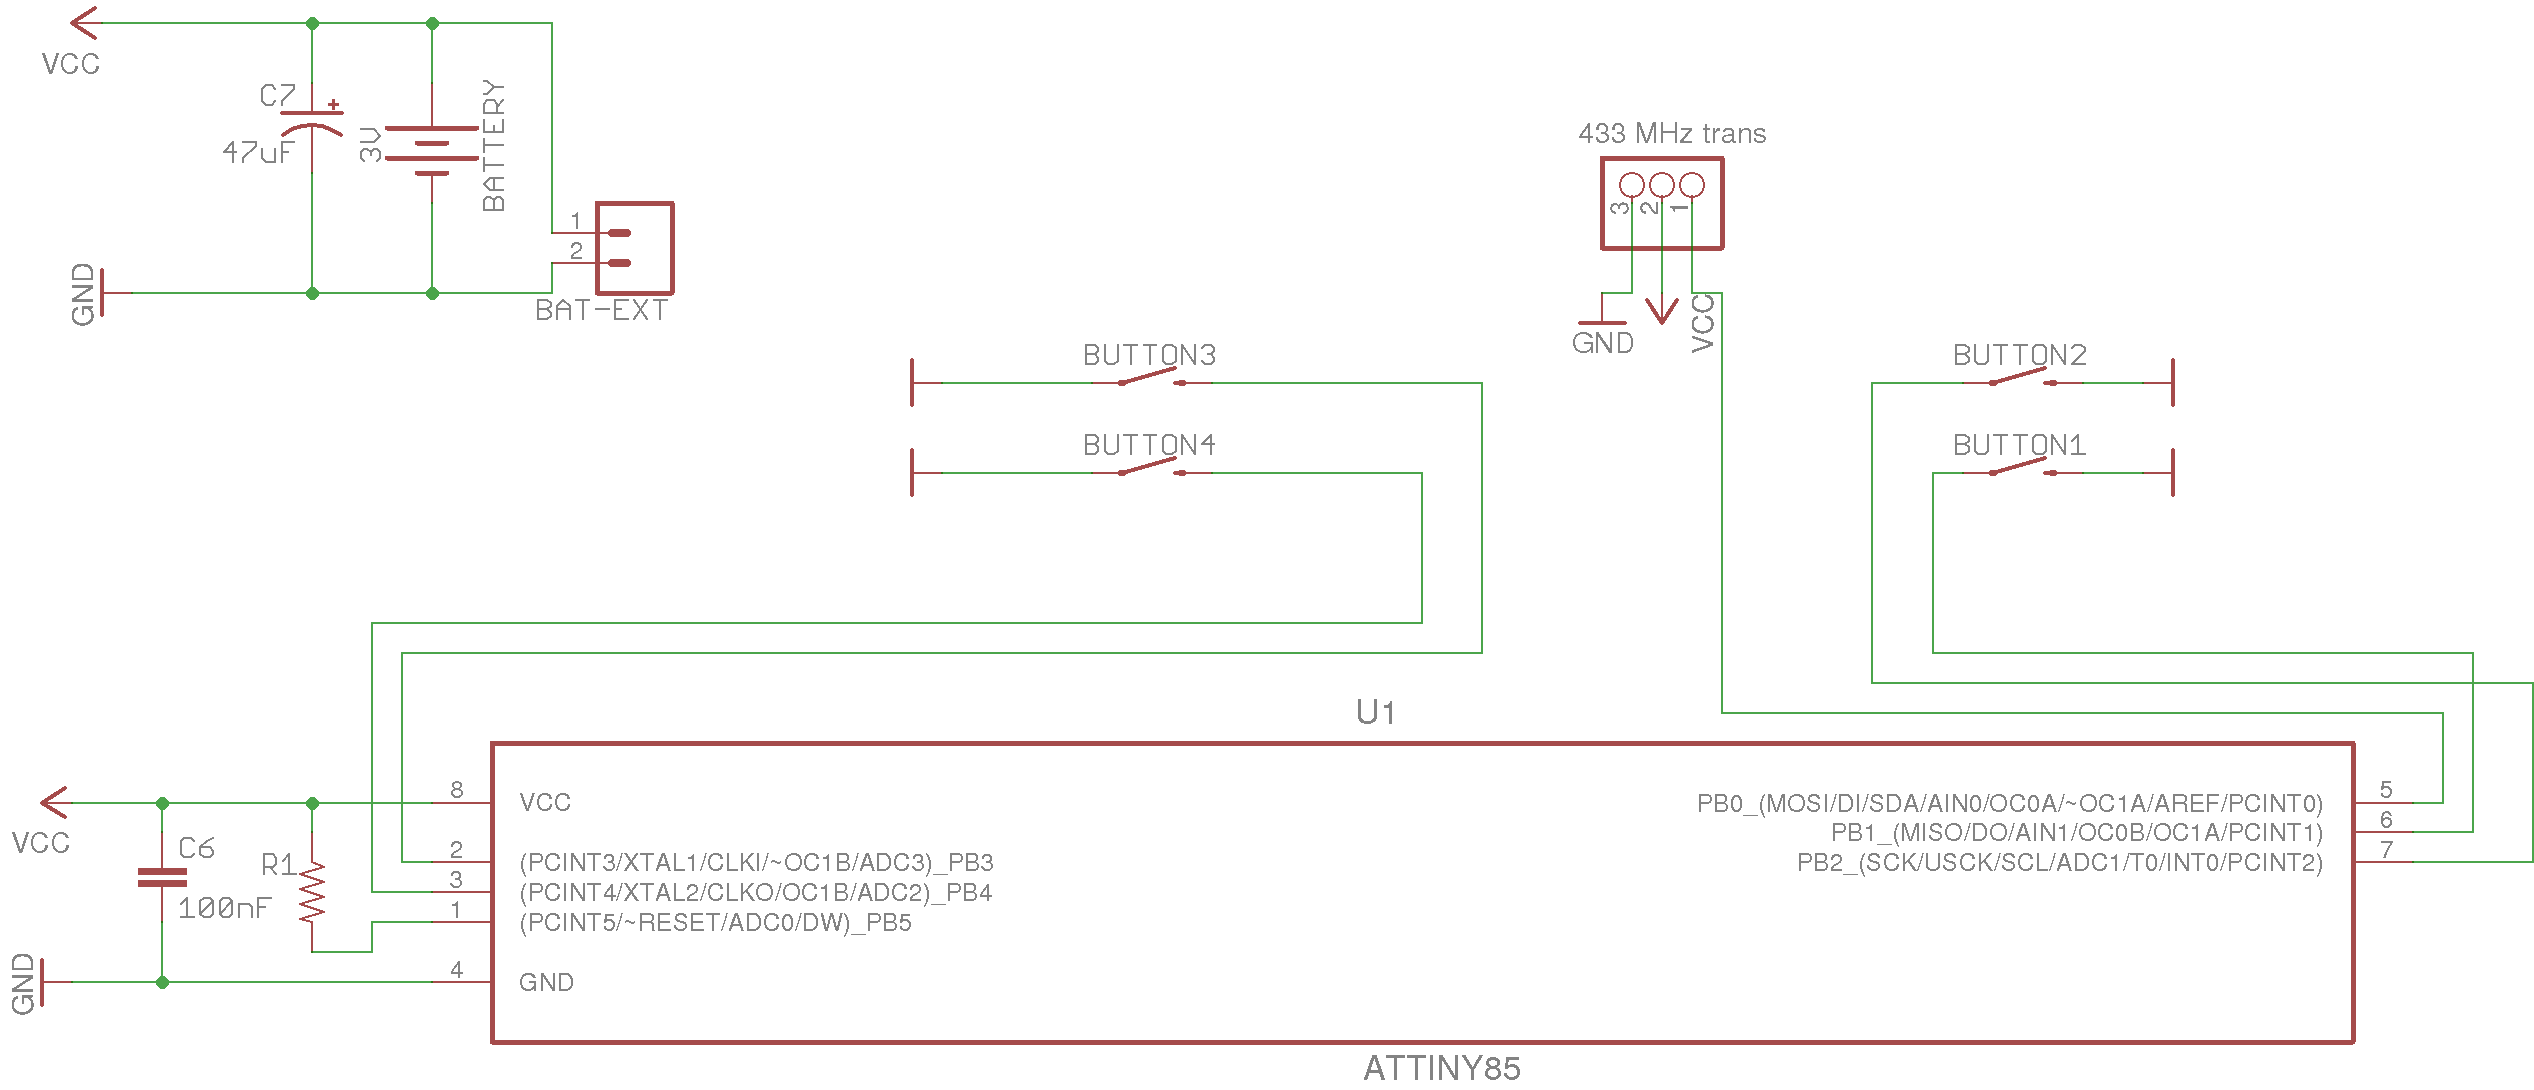 VCC
C7
+
47uF
3V
BATTERY
GND
1
2
BAT-EXT
433 MHz trans
3
2
1
GND
VCC
BUTTON3
BUTTON4
BUTTON2
BUTTON1
U1
VCC
C6
100nF
R1
GND
8
VCC
2
(PCINT3/XTAL1/CLKI/~OC1B/ADC3)_PB3
3
(PCINT4/XTAL2/CLKO/OC1B/ADC2)_PB4
1
(PCINT5/~RESET/ADC0/DW)_PB5
4
GND
PB0_(MOSI/DI/SDA/AIN0/OC0A/~OC1A/AREF/PCINT0)
5
PB1_(MISO/DO/AIN1/OC0B/OC1A/PCINT1)
6
PB2_(SCK/USCK/SCL/ADC1/T0/INT0/PCINT2)
7
ATTINY85